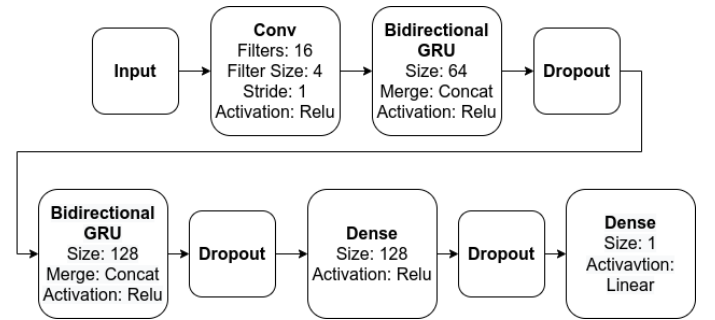 Input
Conv
Filters: 16
Filter Size: 4
Stride: 1
Activation: Relu
Bidirectional
GRU
Size: 64
Merge: Concat
Activation: Relu
Dropout
Bidirectional
GRU
Size: 128
Merge: Concat
Activation: Relu
Dropout
Dense
Size: 128
Activation: Relu
Dropout
Dense
Size: 1
Activavtion:
Linear